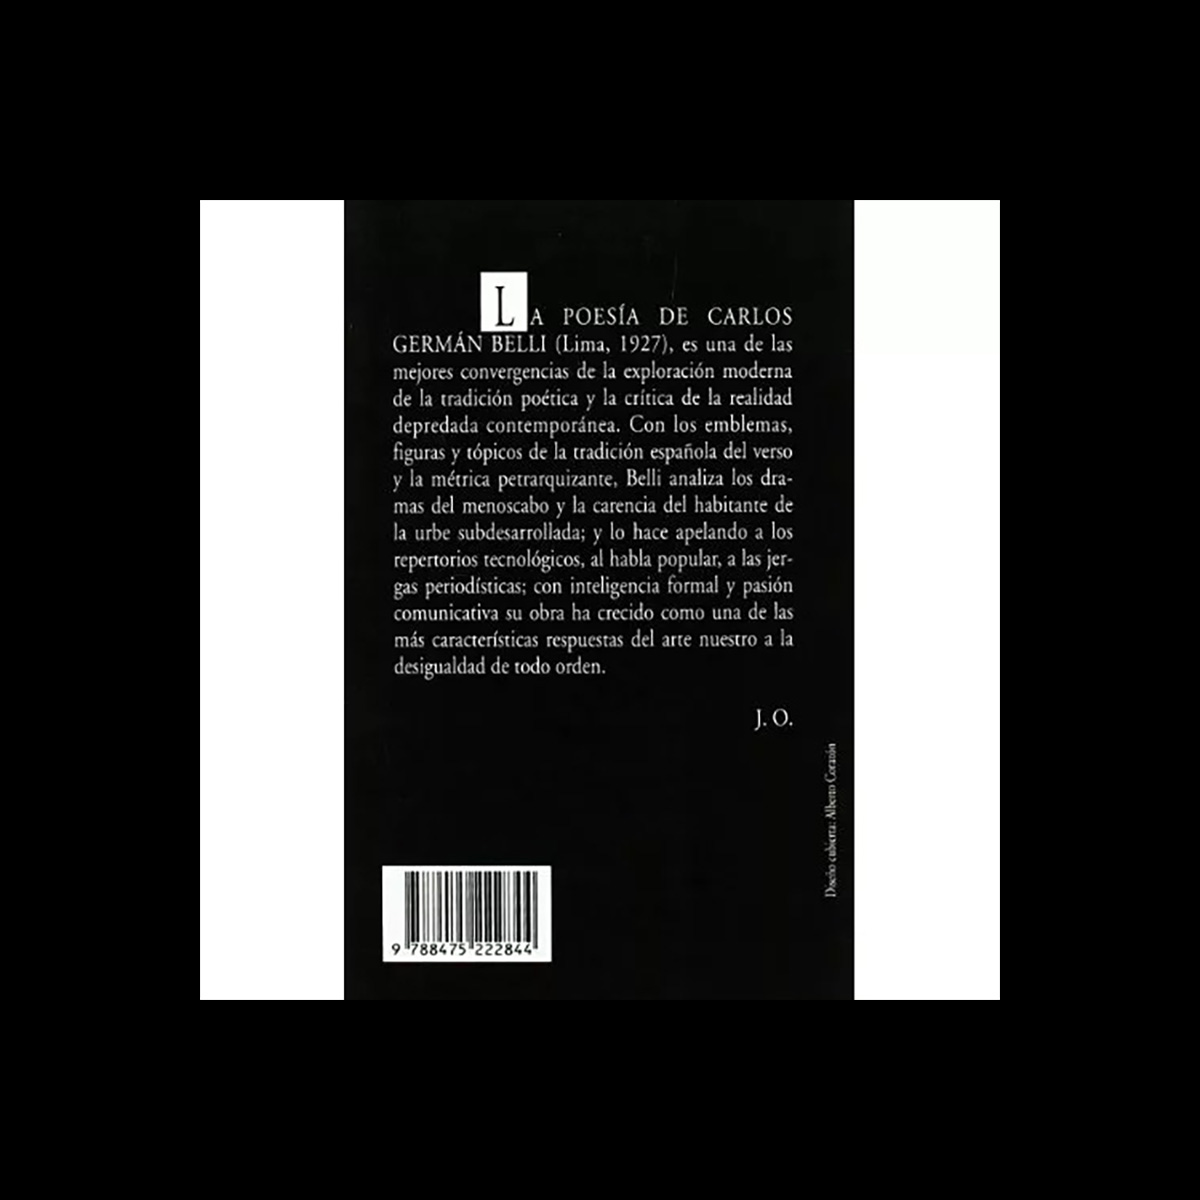 LA POESÍA DE CARLOS
GERMÁN BELLI (Lima, 1927), es una de las
mejores convergencias de la exploración moderna
de la tradición poética y la crítica de la realidad
depredada contemporánea. Con los emblemas,
figuras y tópicos de la tradición española del verso
y la métrica petrarquizante, Belli analiza los dra-
mas del menoscabo y la carencia del habitante de
la urbe subdesarrollada; y lo hace apelando a los
repertorios tecnológicos, al habla popular, a las jer-
gas periodísticas; con inteligencia formal y pasión
comunicativa su obra ha crecido como una de las
más características respuestas del arte nuestro a la
desigualdad de todo orden.
J. O.
Diseño cubierta: Alberto Corazón
9 788475 222844